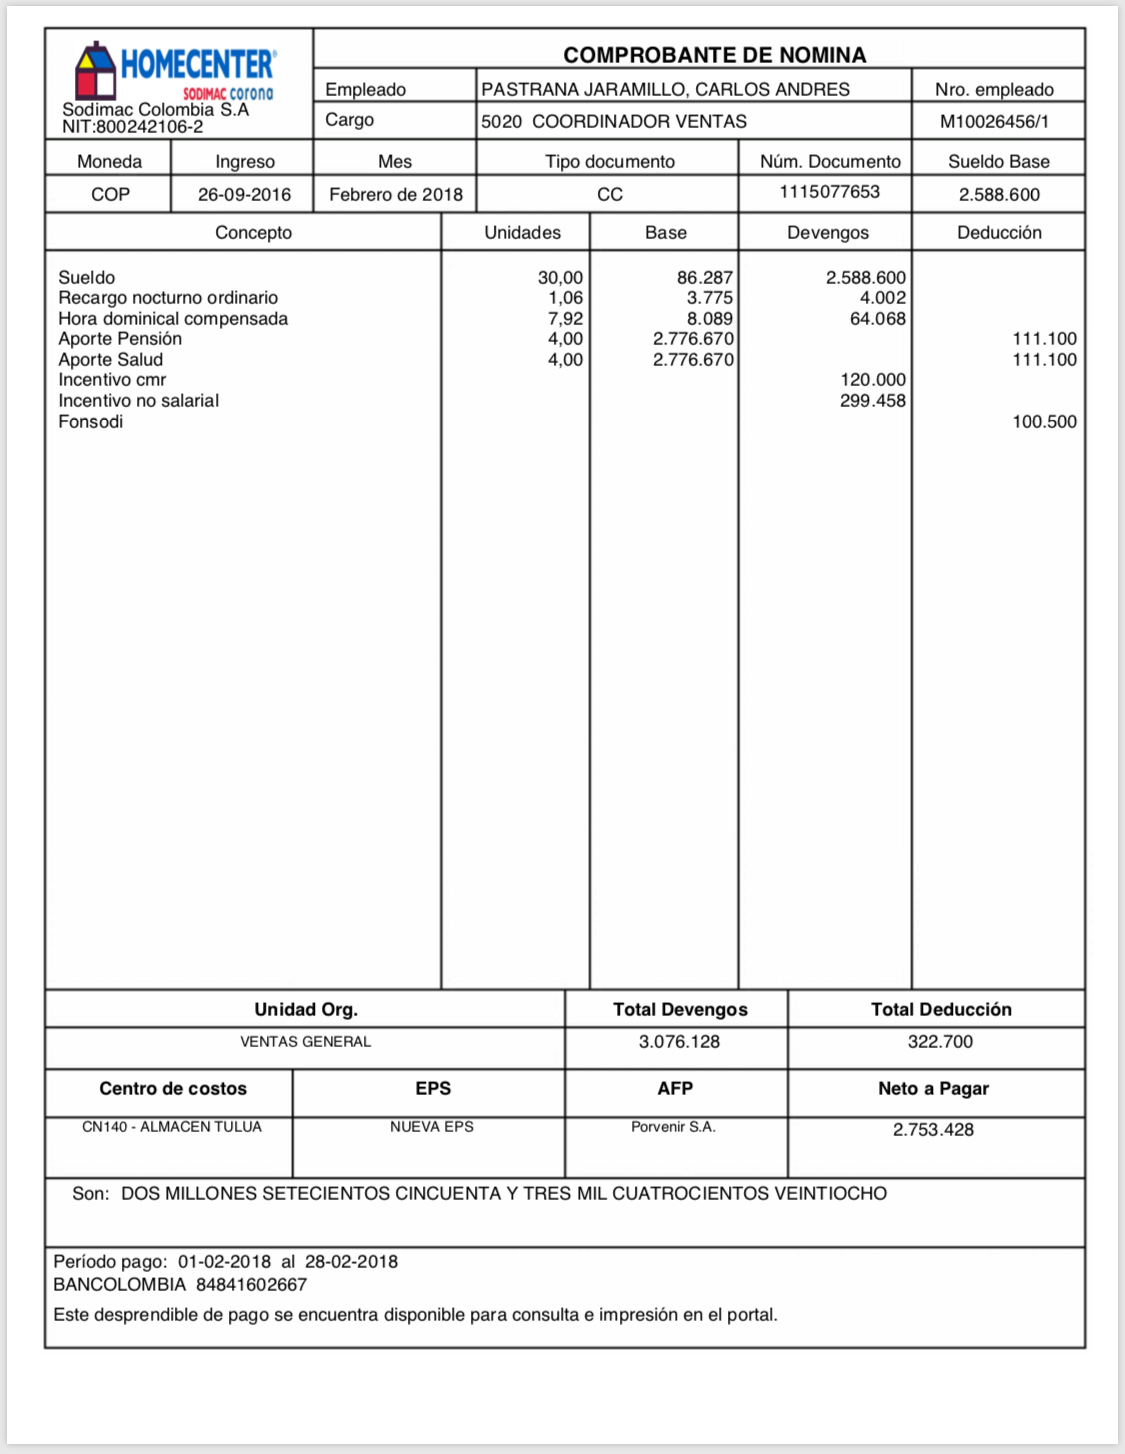 HOMECENTER
SODIMAC corona
Sodimac Colombia S.A
NIT:800242106-2
COMPROBANTE DE NOMINA
Empleado PASTRANA JARAMILLO, CARLOS ANDRES Nro. empleado
Cargo 5020 COORDINADOR VENTAS M10026456/1
Moneda Ingreso Mes Tipo documento Núm. Documento Sueldo Base
COP 26-09-2016 Febrero de 2018 CC 1115077653 2.588.600
Concepto Unidades Base Devengos Deducción
Sueldo 30,00 86.287 2.588.600
Recargo nocturno ordinario 1,06 3.775 4.002
Hora dominical compensada 7,92 8.089 64.068
Aporte Pensión 4,00 2.776.670 111.100
Aporte Salud 4,00 2.776.670 111.100
Incentivo cmr 120.000
Incentivo no salarial 299.458
Fonsodi 100.500
Unidad Org. Total Devengos Total Deducción
VENTAS GENERAL 3.076.128 322.700
Centro de costos EPS AFP Neto a Pagar
CN140 - ALMACEN TULUA NUEVA EPS Porvenir S.A. 2.753.428
Son: DOS MILLONES SETECIENTOS CINCUENTA Y TRES MIL CUATROCIENTOS VEINTIOCHO
Período pago: 01-02-2018 al 28-02-2018
BANCOLOMBIA 84841602667
Este desprendible de pago se encuentra disponible para consulta e impresión en el portal.